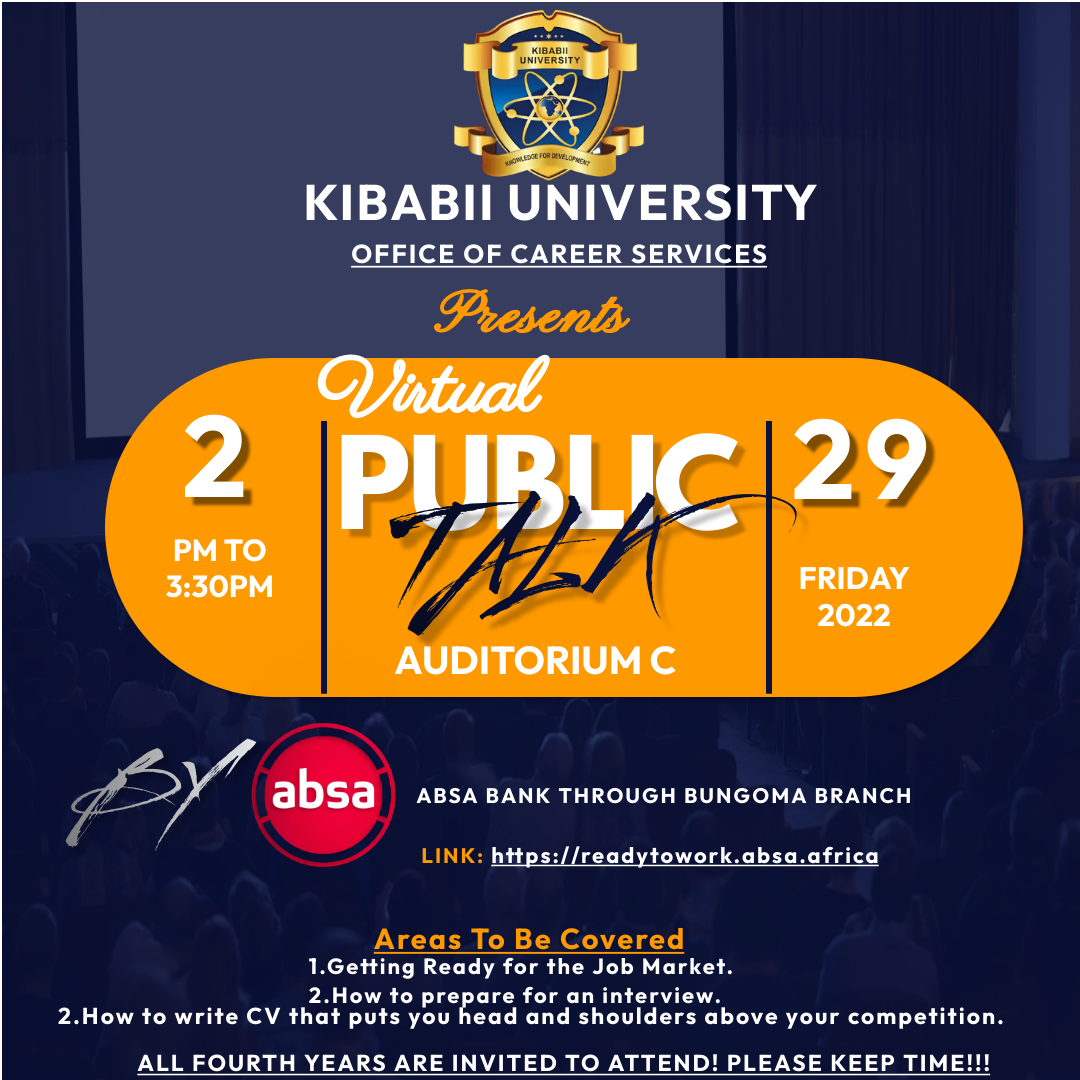 KIBABII
UNIVERSITY
KNOWLEDGE FOR DEVELOPMENT
KIBABII UNIVERSITY
OFFICE OF CAREER SERVICES
Presents
Virtual
PUBLIC
TALK
AUDITORIUM C
2
PM TO
3:30PM
29
FRIDAY
2022
BY
absa
ABSA BANK THROUGH BUNGOMA BRANCH
LINK: https://readytowork.absa.africa
Areas To Be Covered
1.Getting Ready for the Job Market.
2.How to prepare for an interview.
2.How to write CV that puts you head and shoulders above your competition.
ALL FOURTH YEARS ARE INVITED TO ATTEND! PLEASE KEEP TIME!!!